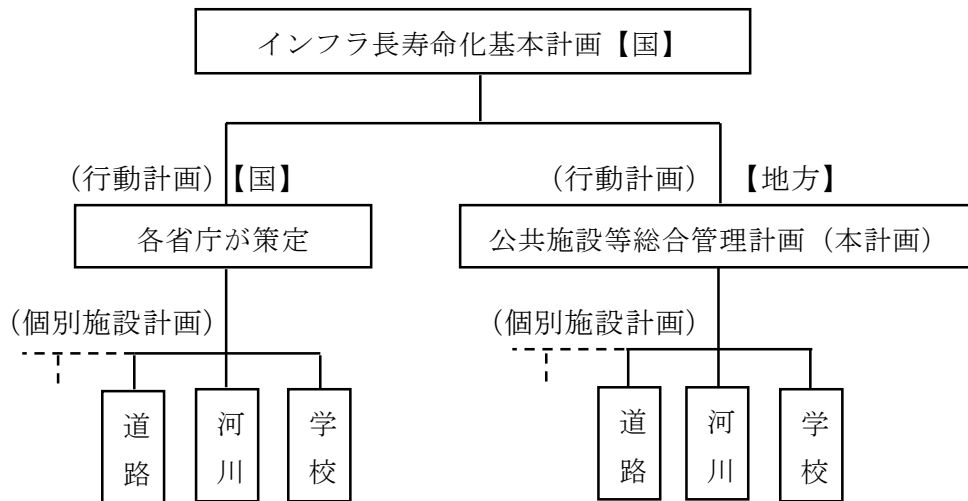 インフラ長寿命化基本計画【国】
(行動計画)【国】
(行動計画) 【地方】
各省庁が策定
公共施設等総合管理計画(本計画)
(個別施設計画)
(個別施設計画)
道路
河川
学校
道路
河川
学校